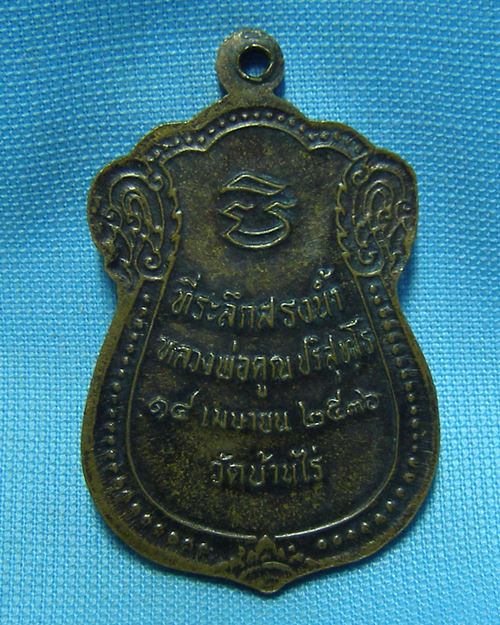 ที่ระลึกสรงน้ำ
หลวงพ่อคูณ ปริสุทฺโธ
๑๔ เมษายน ๒๕๓๖
วัดบ้านไร่